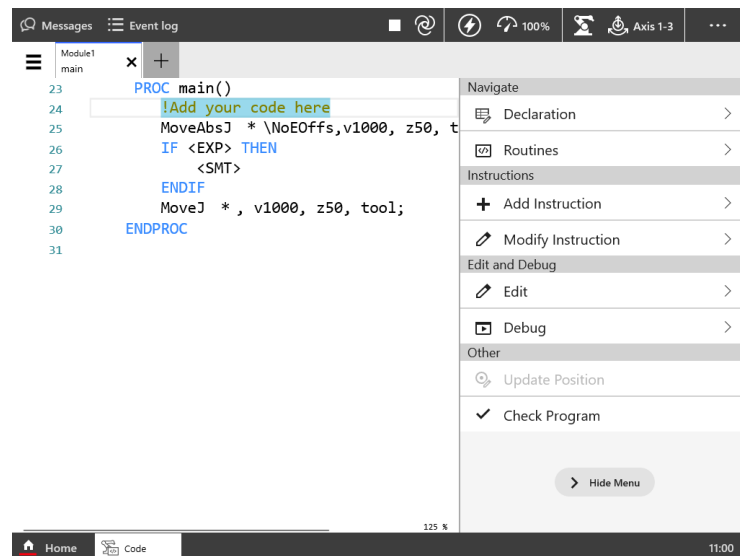 Messages Event log 100% Axis 1-3 ...
Module1
main
23 PROC main()
24 !Add your code here
25 MoveAbsJ * \NoEOffs,v1000, z50, t
26 IF <EXP> THEN
27 <SMT>
28 ENDIF
29 MoveJ * , v1000, z50, tool;
30 ENDPROC
31
Navigate
Declaration
Routines
Instructions
Add Instruction
Modify Instruction
Edit and Debug
Edit
Debug
Other
Update Position
Check Program
Hide Menu
125 %
Home Code 11:00